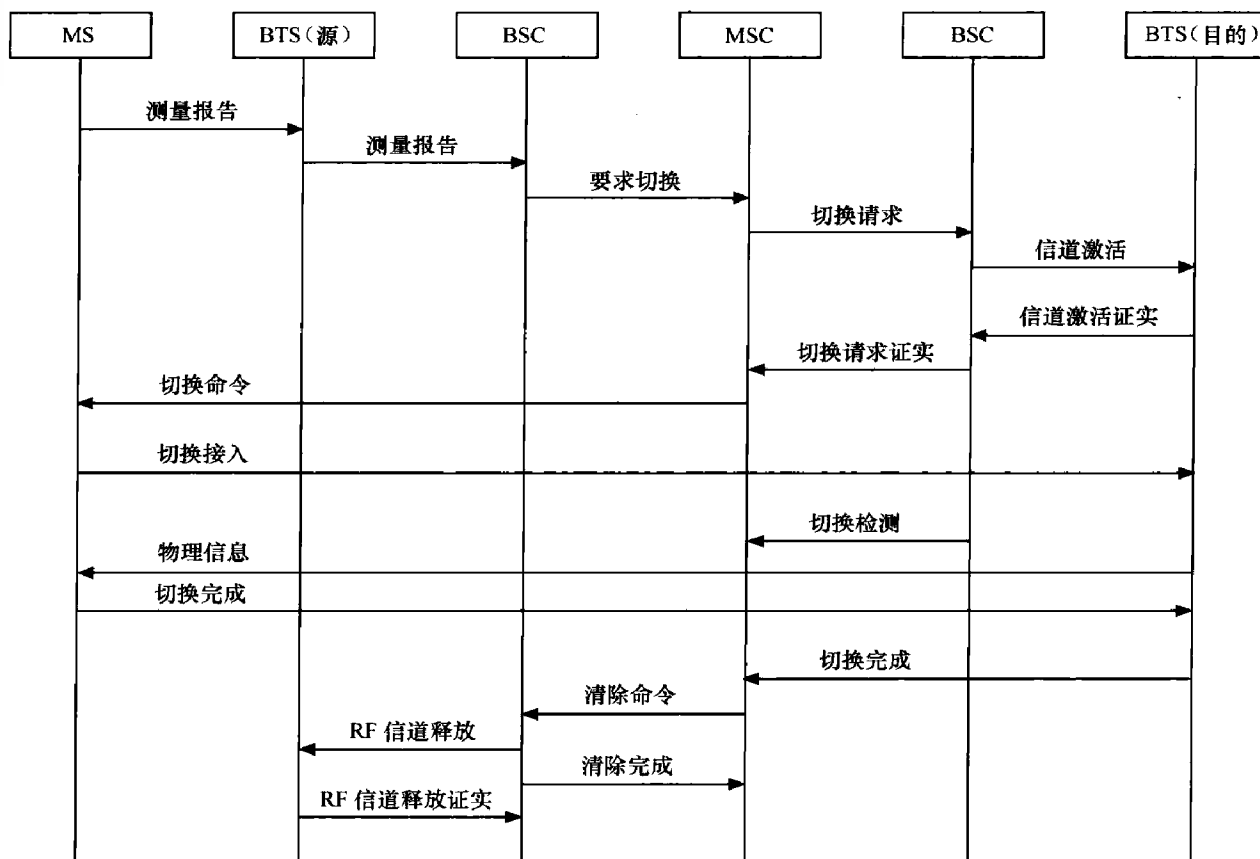 MS
BTS（源）
BSC
MSC
BSC
BTS（目的）
测量报告
测量报告
要求切换
切换请求
信道激活
信道激活证实
切换请求证实
切换命令
切换接入
切换检测
物理信息
切换完成
切换完成
清除命令
RF 信道释放
清除完成
RF 信道释放证实